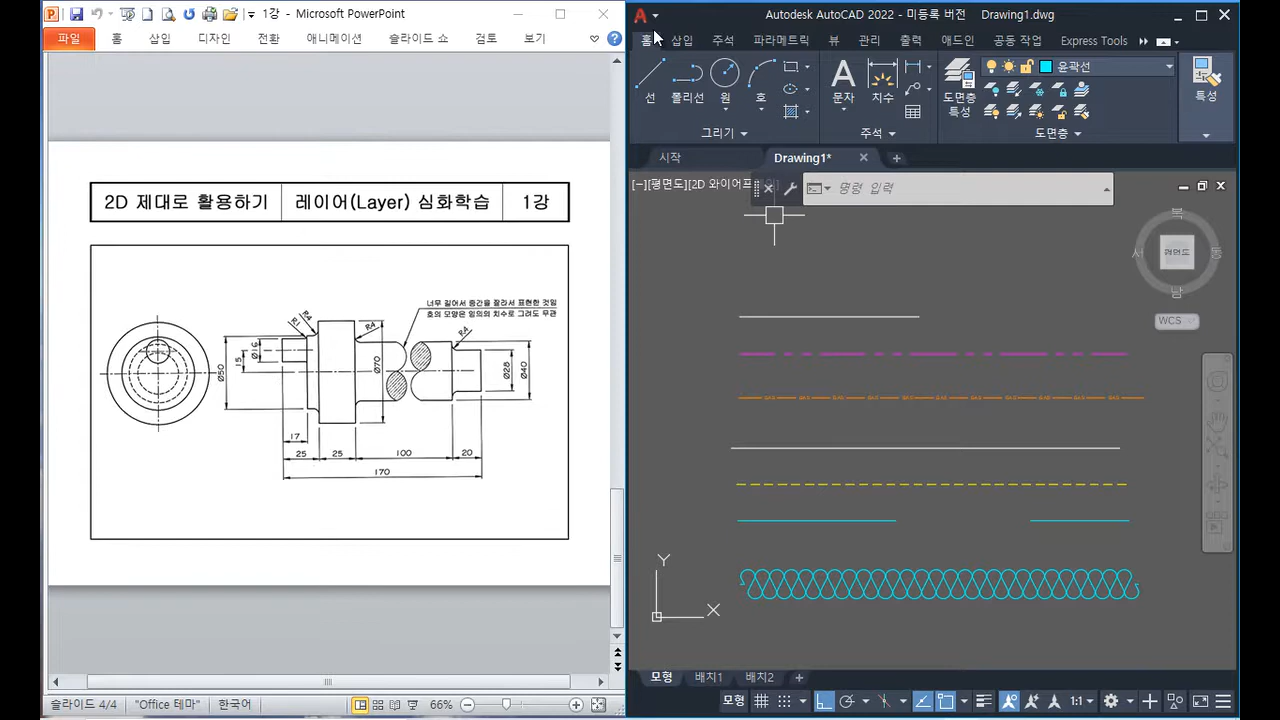 1강 - Microsoft PowerPoint
파일 홈 삽입 디자인 전환 애니메이션 슬라이드 쇼 검토 보기
2D 제대로 활용하기 레이어(Layer) 심화학습 1강
너무 길어서 중간을 잘라서 표현한 것임
호의 모양은 임의의 치수로 그려도 무관
R1 R4 R4 R4
Ø50 15 Ø16 Ø70 Ø28 Ø40
17
25 25 100 20
170
슬라이드 4/4 "Office 테마" 한국어 66%
Autodesk AutoCAD 2022 - 미등록 버전 Drawing1.dwg
홈 삽입 주석 파라메트릭 뷰 관리 출력 애드인 공동 작업 Express Tools
윤곽선
선 폴리선 원 호 문자 치수 도면층 특성 특성
그리기 주석 도면층
시작 Drawing1*
[−][평면도][2D 와이어프
명령 입력
북
서 평면도 동
남
WCS
GAS GAS GAS GAS GAS GAS GAS GAS GAS
Y
X
모형 배치1 배치2
모형 1:1